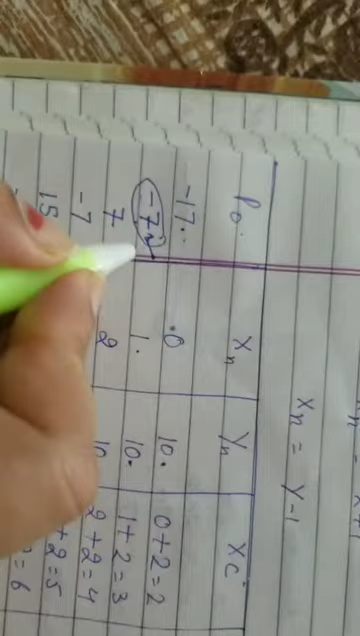 Xn = Y-1
Po Xn Yn Xc
-17. .0 10. 0+2=2
1. 10. 1+2=3
7 2 10 2+2=4
-7 +2=5
15 =6